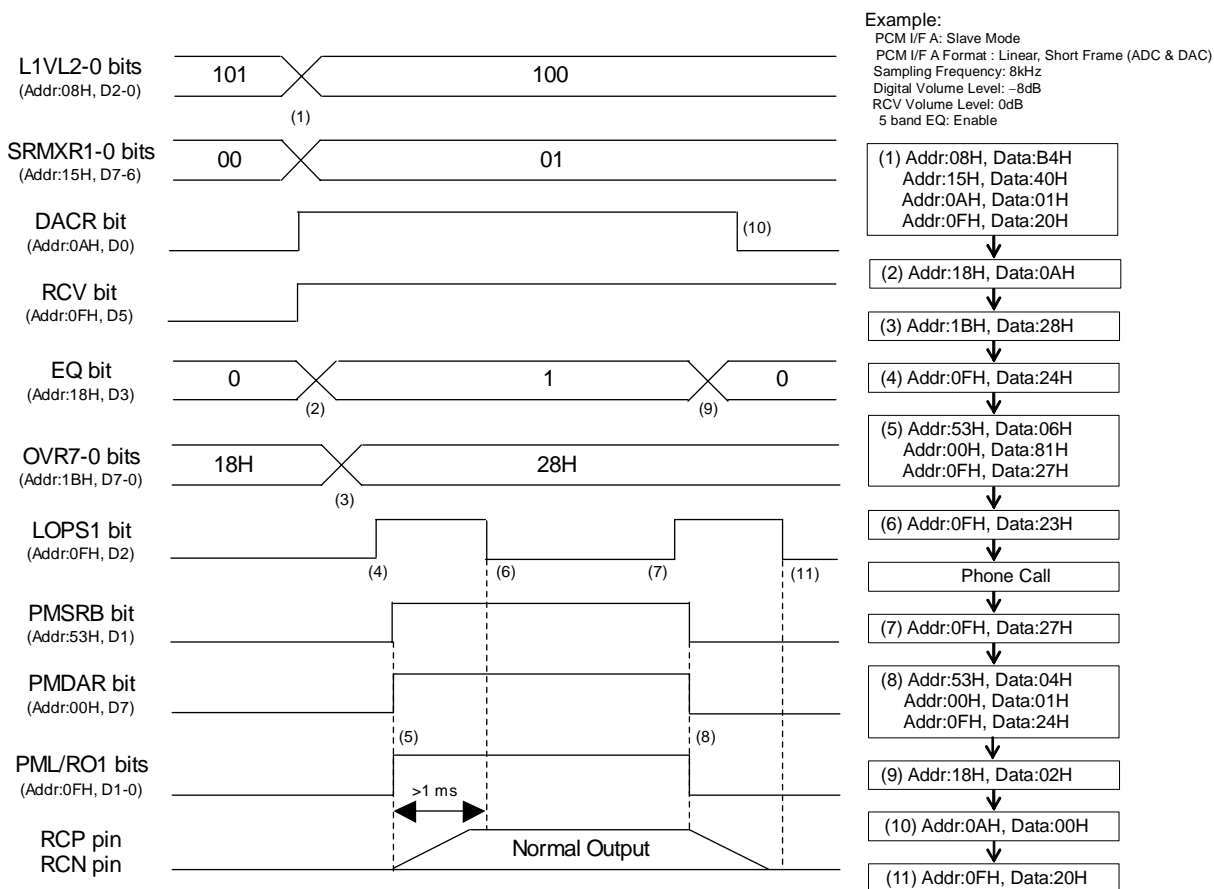 L1VL2-0 bits
(Addr:08H, D2-0)
101
100
(1)
SRMXR1-0 bits
(Addr:15H, D7-6)
00
01
DACR bit
(Addr:0AH, D0)
(10)
RCV bit
(Addr:0FH, D5)
EQ bit
(Addr:18H, D3)
0
1
0
(2)
(9)
OVR7-0 bits
(Addr:1BH, D7-0)
18H
28H
(3)
LOPS1 bit
(Addr:0FH, D2)
(4)
(6)
(7)
(11)
PMSRB bit
(Addr:53H, D1)
PMDAR bit
(Addr:00H, D7)
(5)
(8)
PML/RO1 bits
(Addr:0FH, D1-0)
>1 ms
RCP pin
RCN pin
Normal Output
Example:
PCM I/F A: Slave Mode
PCM I/F A Format : Linear, Short Frame (ADC & DAC)
Sampling Frequency: 8kHz
Digital Volume Level: −8dB
RCV Volume Level: 0dB
5 band EQ: Enable
(1) Addr:08H, Data:B4H
Addr:15H, Data:40H
Addr:0AH, Data:01H
Addr:0FH, Data:20H
(2) Addr:18H, Data:0AH
(3) Addr:1BH, Data:28H
(4) Addr:0FH, Data:24H
(5) Addr:53H, Data:06H
Addr:00H, Data:81H
Addr:0FH, Data:27H
(6) Addr:0FH, Data:23H
Phone Call
(7) Addr:0FH, Data:27H
(8) Addr:53H, Data:04H
Addr:00H, Data:01H
Addr:0FH, Data:24H
(9) Addr:18H, Data:02H
(10) Addr:0AH, Data:00H
(11) Addr:0FH, Data:20H